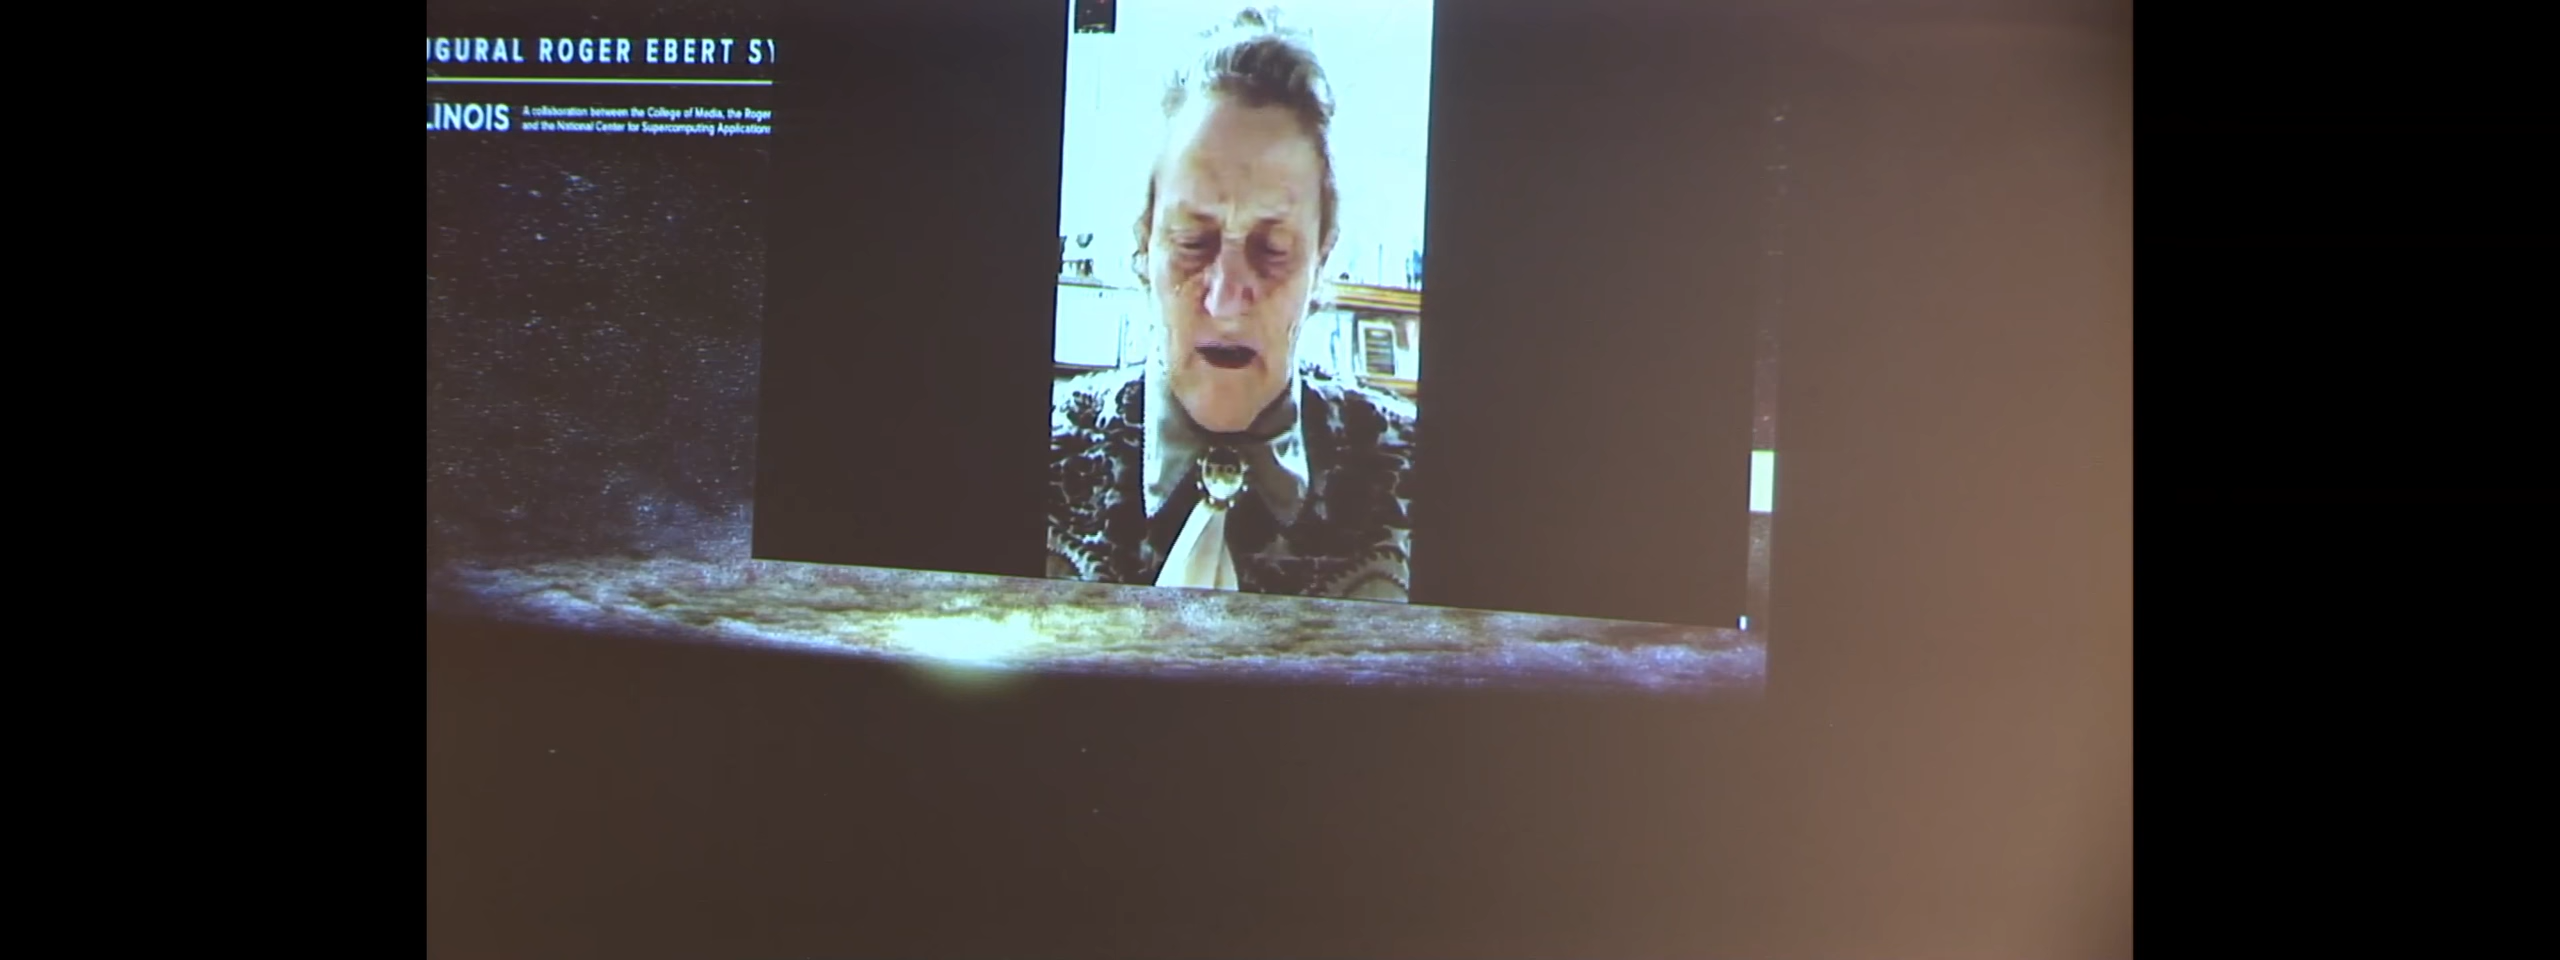 UGURAL ROGER EBERT SY
LINOIS
A collaboration between the College of Media, the Roger
and the National Center for Supercomputing Applications